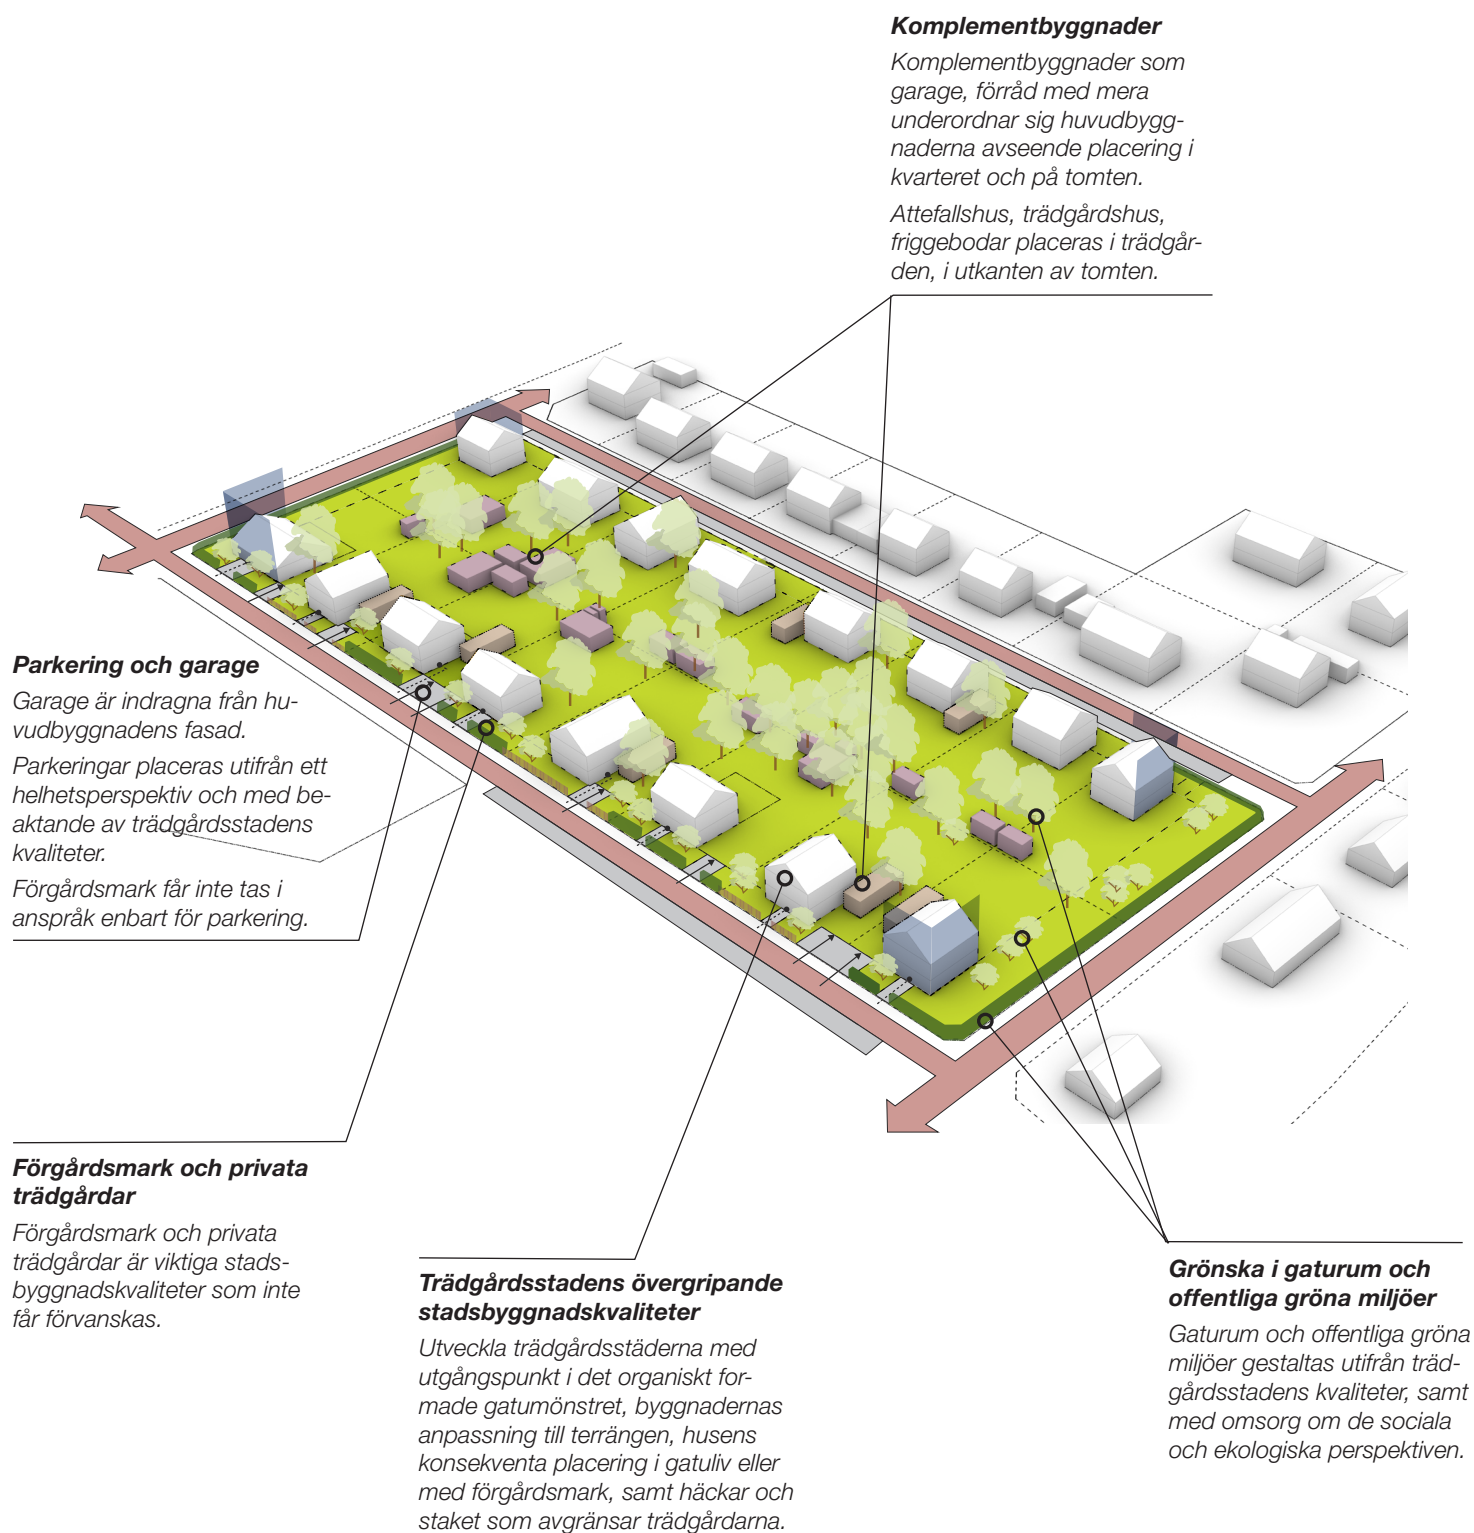 Komplementbyggnader
Komplementbyggnader som
garage, förråd med mera
underordnar sig huvudbygg-
naderna avseende placering i
kvarteret och på tomten.
Attefallshus, trädgårdshus,
friggebodar placeras i trädgår-
den, i utkanten av tomten.
Parkering och garage
Garage är indragna från hu-
vudbyggnadens fasad.
Parkeringar placeras utifrån ett
helhetsperspektiv och med be-
aktande av trädgårdsstadens
kvaliteter.
Förgårdsmark får inte tas i
anspråk enbart för parkering.
Förgårdsmark och privata
trädgårdar
Förgårdsmark och privata
trädgårdar är viktiga stads-
byggnadskvaliteter som inte
får förvanskas.
Trädgårdsstadens övergripande
stadsbyggnadskvaliteter
Utveckla trädgårdsstäderna med
utgångspunkt i det organiskt for-
made gatumönstret, byggnadernas
anpassning till terrängen, husens
konsekventa placering i gatuliv eller
med förgårdsmark, samt häckar och
staket som avgränsar trädgårdarna.
Grönska i gaturum och
offentliga gröna miljöer
Gaturum och offentliga gröna
miljöer gestaltas utifrån träd-
gårdsstadens kvaliteter, samt
med omsorg om de sociala
och ekologiska perspektiven.